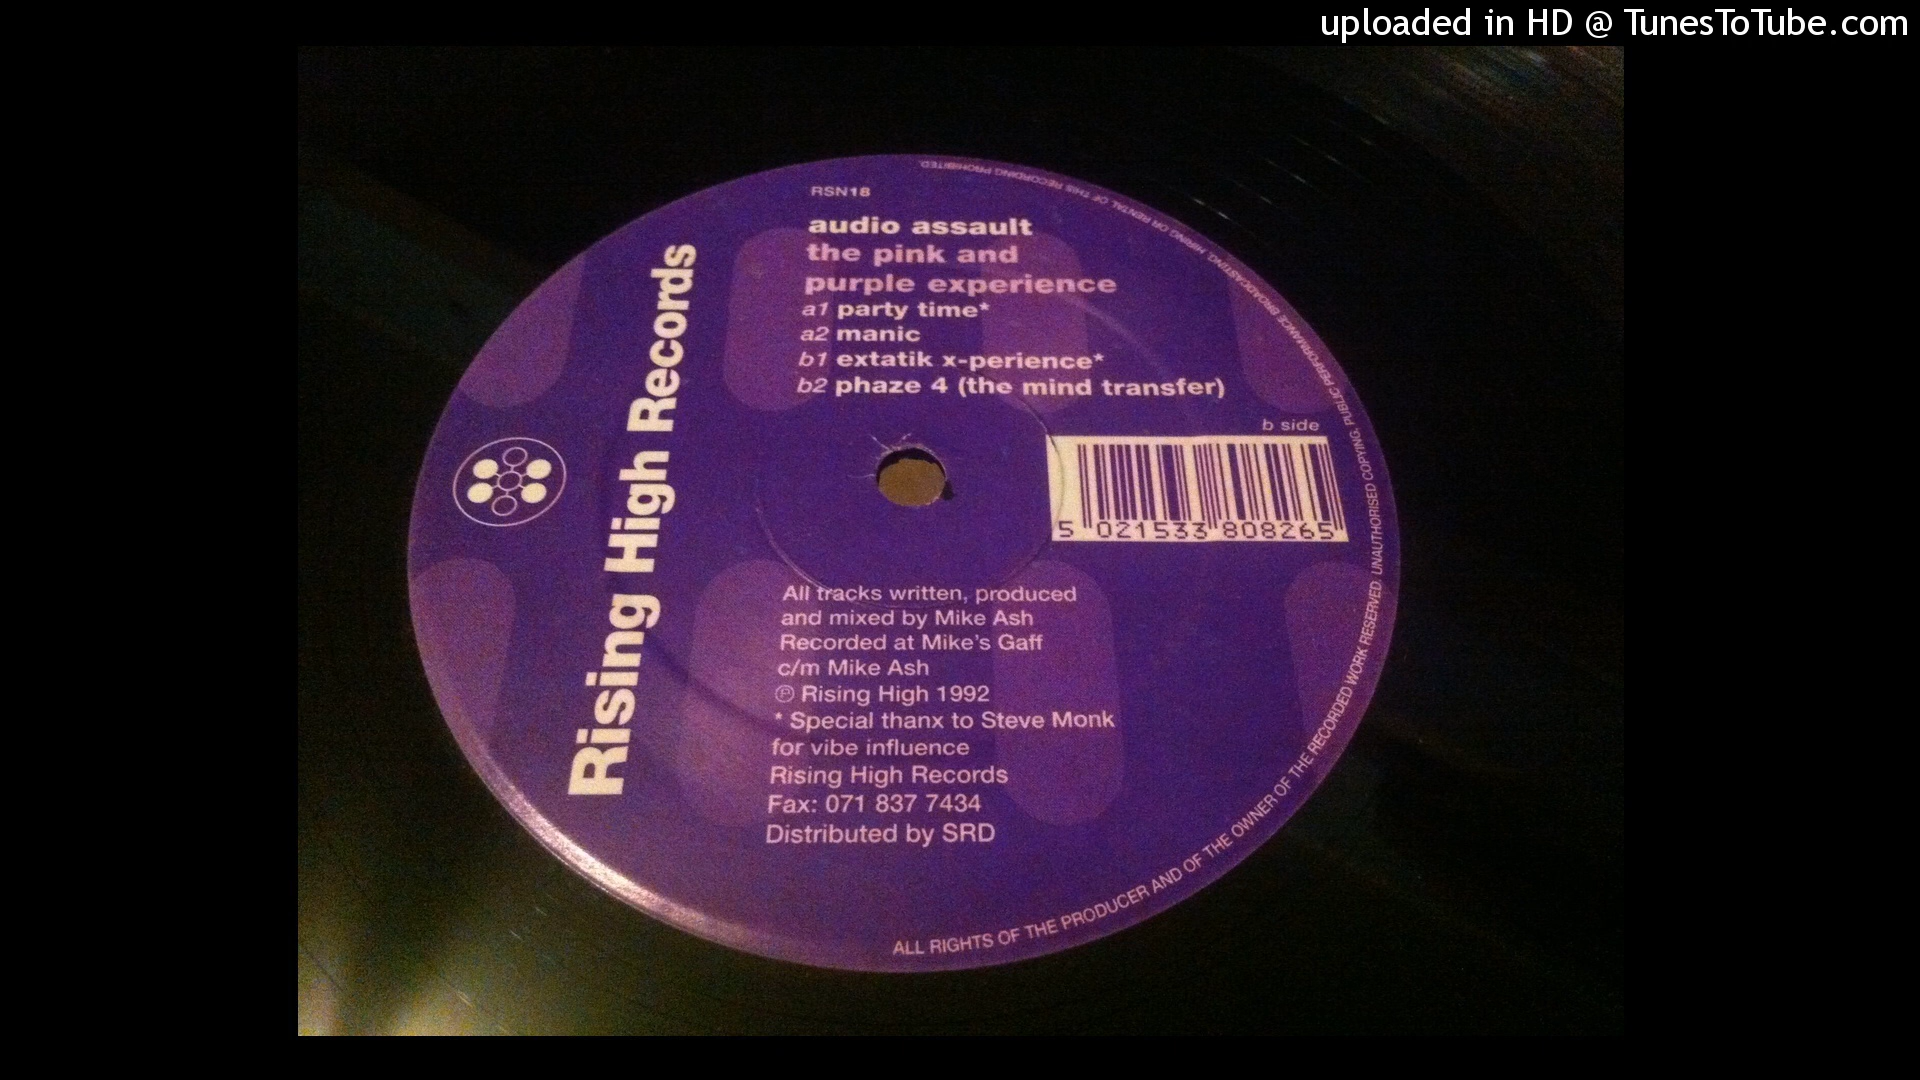 uploaded in HD @ TunesToTube.com
RSN18
audio assault
the pink and
purple experience
a1 party time*
a2 manic
b1 extatik x-perience*
b2 phaze 4 (the mind transfer)
b side
5 021533 808265
Rising High Records
All tracks written, produced
and mixed by Mike Ash
Recorded at Mike's Gaff
c/m Mike Ash
℗ Rising High 1992
* Special thanx to Steve Monk
for vibe influence
Rising High Records
Fax: 071 837 7434
Distributed by SRD
ALL RIGHTS OF THE PRODUCER AND OF THE OWNER OF THE RECORDED WORK RESERVED. UNAUTHORISED COPYING, PUBLIC PERFORMANCE BROADCASTING, HIRING OR RENTAL OF THIS RECORDING PROHIBITED.